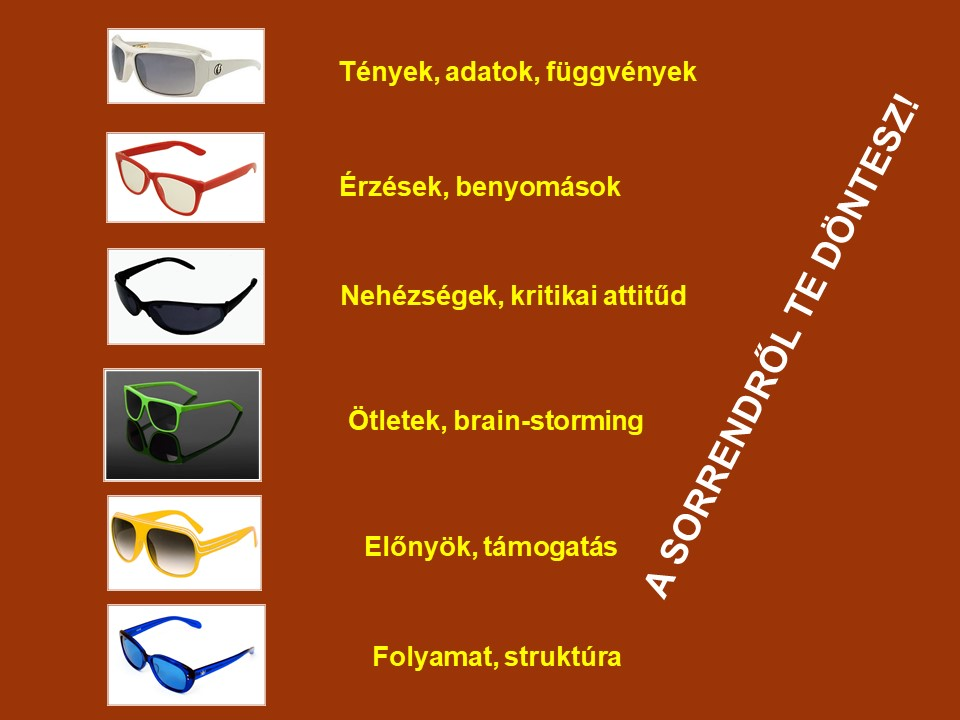 Tények, adatok, függvények
Érzések, benyomások
Nehézségek, kritikai attitűd
Ötletek, brain-storming
Előnyök, támogatás
Folyamat, struktúra
A SORRENDRŐL TE DÖNTESZ!